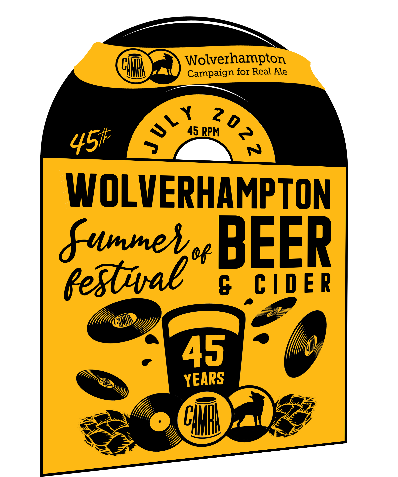 CAMRA
Wolverhampton
Campaign for Real Ale
JULY 2022
45 RPM
45th
WOLVERHAMPTON
Summer
festival
of
BEER
& CIDER
CAMRA
45
YEARS
CAMRA